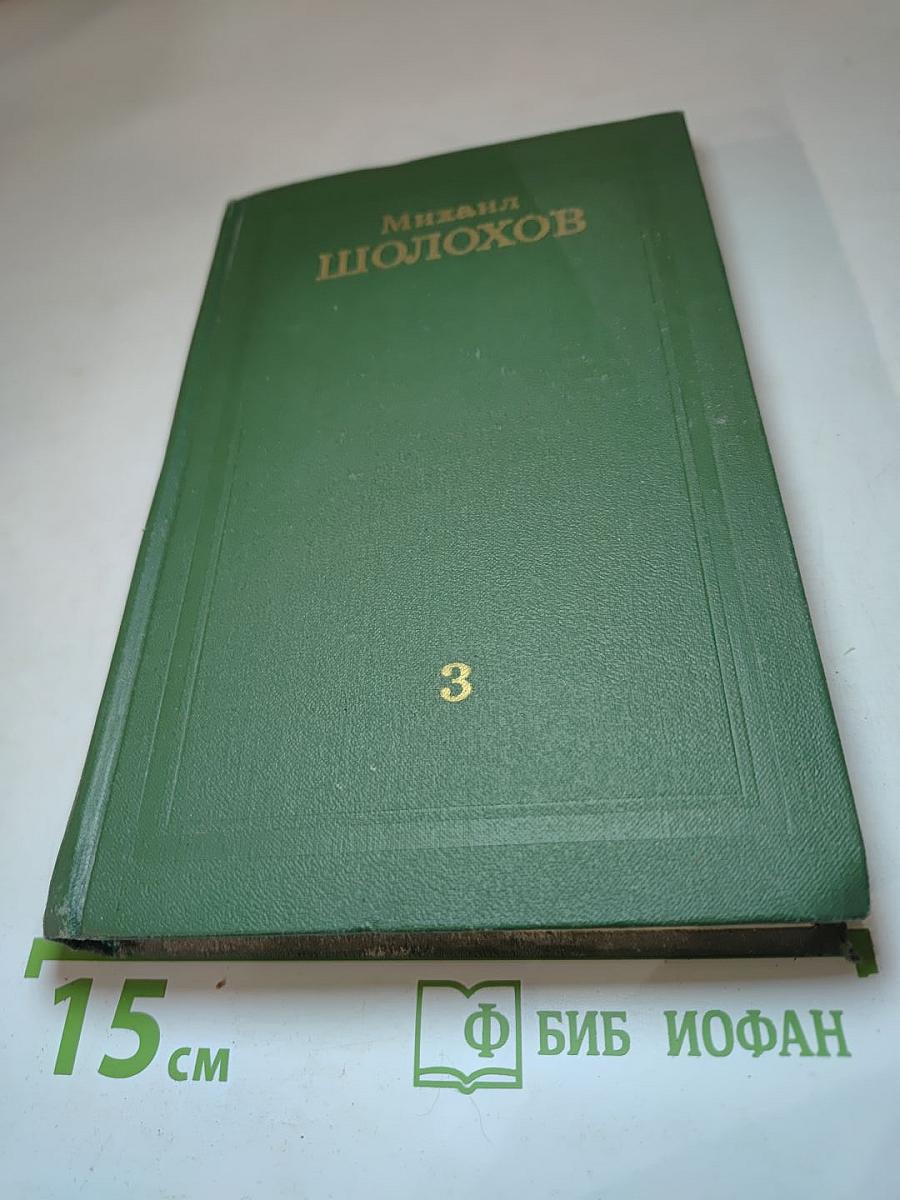 Михаил
ШОЛОХОВ
3
15 см
Ф БИБ ИОФАН